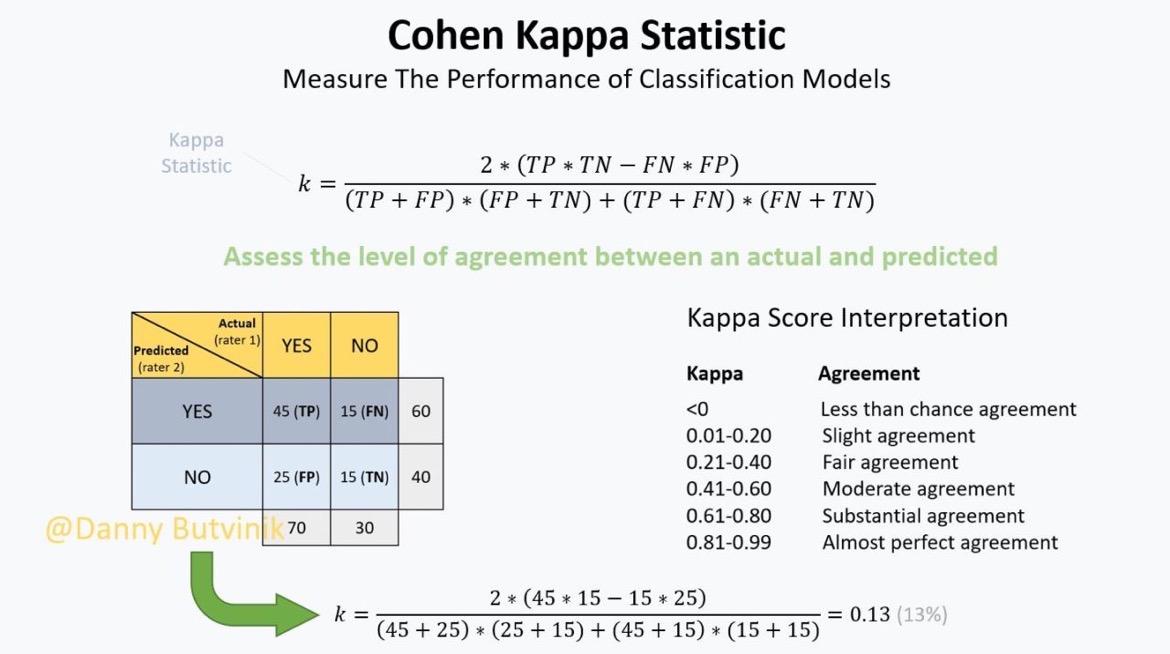 Cohen Kappa Statistic
Measure The Performance of Classification Models
Kappa
Statistic
k = 2 * (TP * TN − FN * FP) / (TP + FP) * (FP + TN) + (TP + FN) * (FN + TN)
Assess the level of agreement between an actual and predicted
Actual
(rater 1)
Predicted
(rater 2)
YES NO
YES 45 (TP) 15 (FN) 60
NO 25 (FP) 15 (TN) 40
70 30
@Danny Butvinik
Kappa Score Interpretation
Kappa Agreement
<0 Less than chance agreement
0.01-0.20 Slight agreement
0.21-0.40 Fair agreement
0.41-0.60 Moderate agreement
0.61-0.80 Substantial agreement
0.81-0.99 Almost perfect agreement
k = 2 * (45 * 15 − 15 * 25) / (45 + 25) * (25 + 15) + (45 + 15) * (15 + 15) = 0.13 (13%)